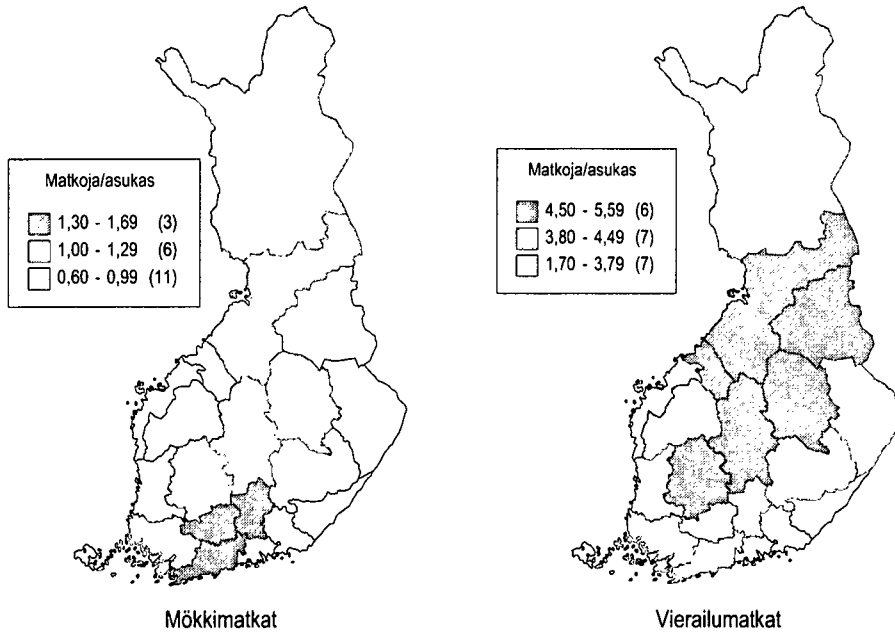 Matkoja/asukas
1,30 - 1,69 (3)
1,00 - 1,29 (6)
0,60 - 0,99 (11)
Mökkimatkat
Matkoja/asukas
4,50 - 5,59 (6)
3,80 - 4,49 (7)
1,70 - 3,79 (7)
Vierailumatkat